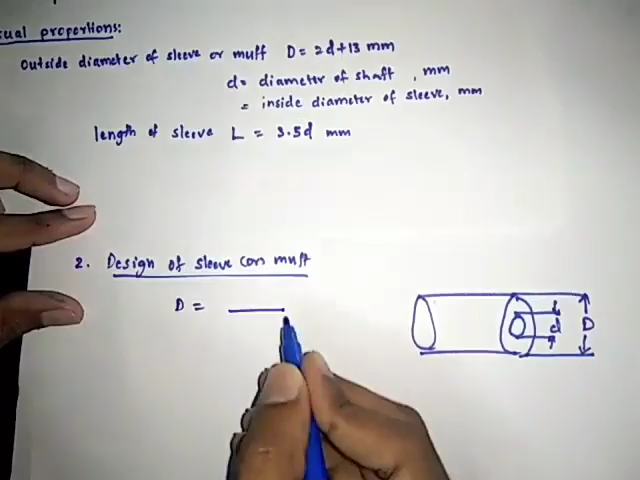 usual proportions:
Outside diameter of sleeve or muff D = 2d+13 mm
d= diameter of shaft , mm
= inside diameter of sleeve, mm
length of sleeve L = 3.5d mm
2. Design of sleeve (or) muff
D =
d
D